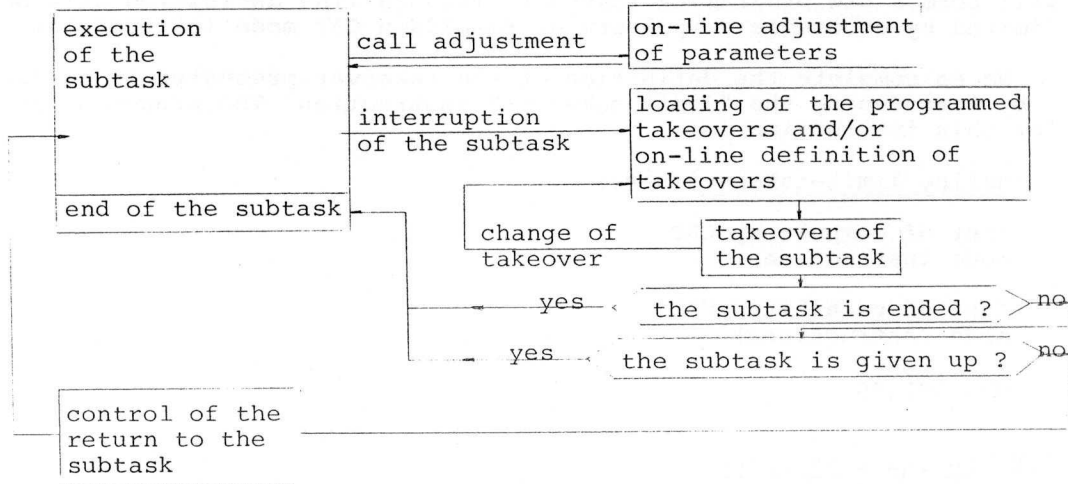 execution
of the
subtask
call adjustment
on-line adjustment
of parameters
interruption
of the subtask
loading of the programmed
takeovers and/or
on-line definition of
takeovers
end of the subtask
change of
takeover
takeover of
the subtask
yes
the subtask is ended ?
no
yes
the subtask is given up ?
no
control of the
return to the
subtask